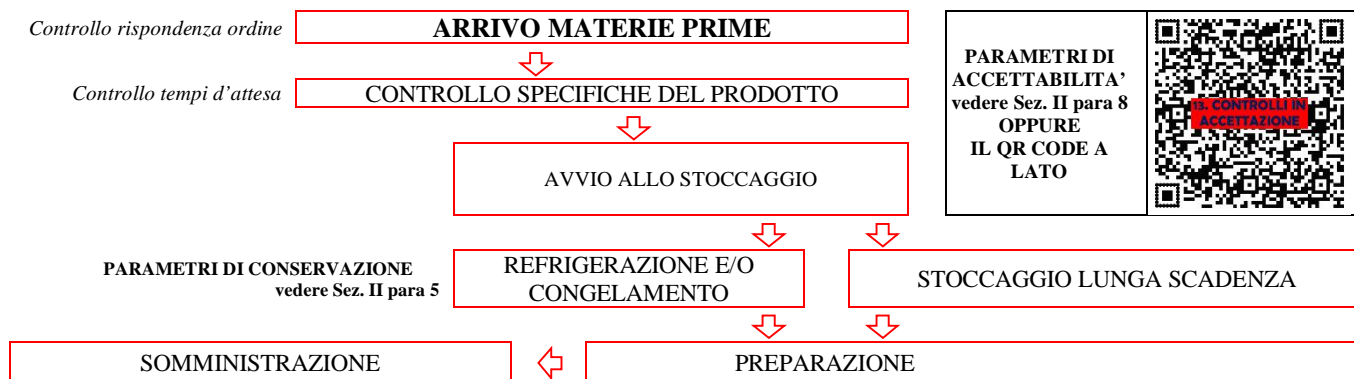 Controllo rispondenza ordine
ARRIVO MATERIE PRIME
Controllo tempi d'attesa
CONTROLLO SPECIFICHE DEL PRODOTTO
AVVIO ALLO STOCCAGGIO
PARAMETRI DI
ACCETTABILITA'
vedere Sez. II para 8
OPPURE
IL QR CODE A
LATO
13. CONTROLLI IN
ACCETTAZIONE
PARAMETRI DI CONSERVAZIONE
vedere Sez. II para 5
REFRIGERAZIONE E/O
CONGELAMENTO
STOCCAGGIO LUNGA SCADENZA
SOMMINISTRAZIONE
PREPARAZIONE